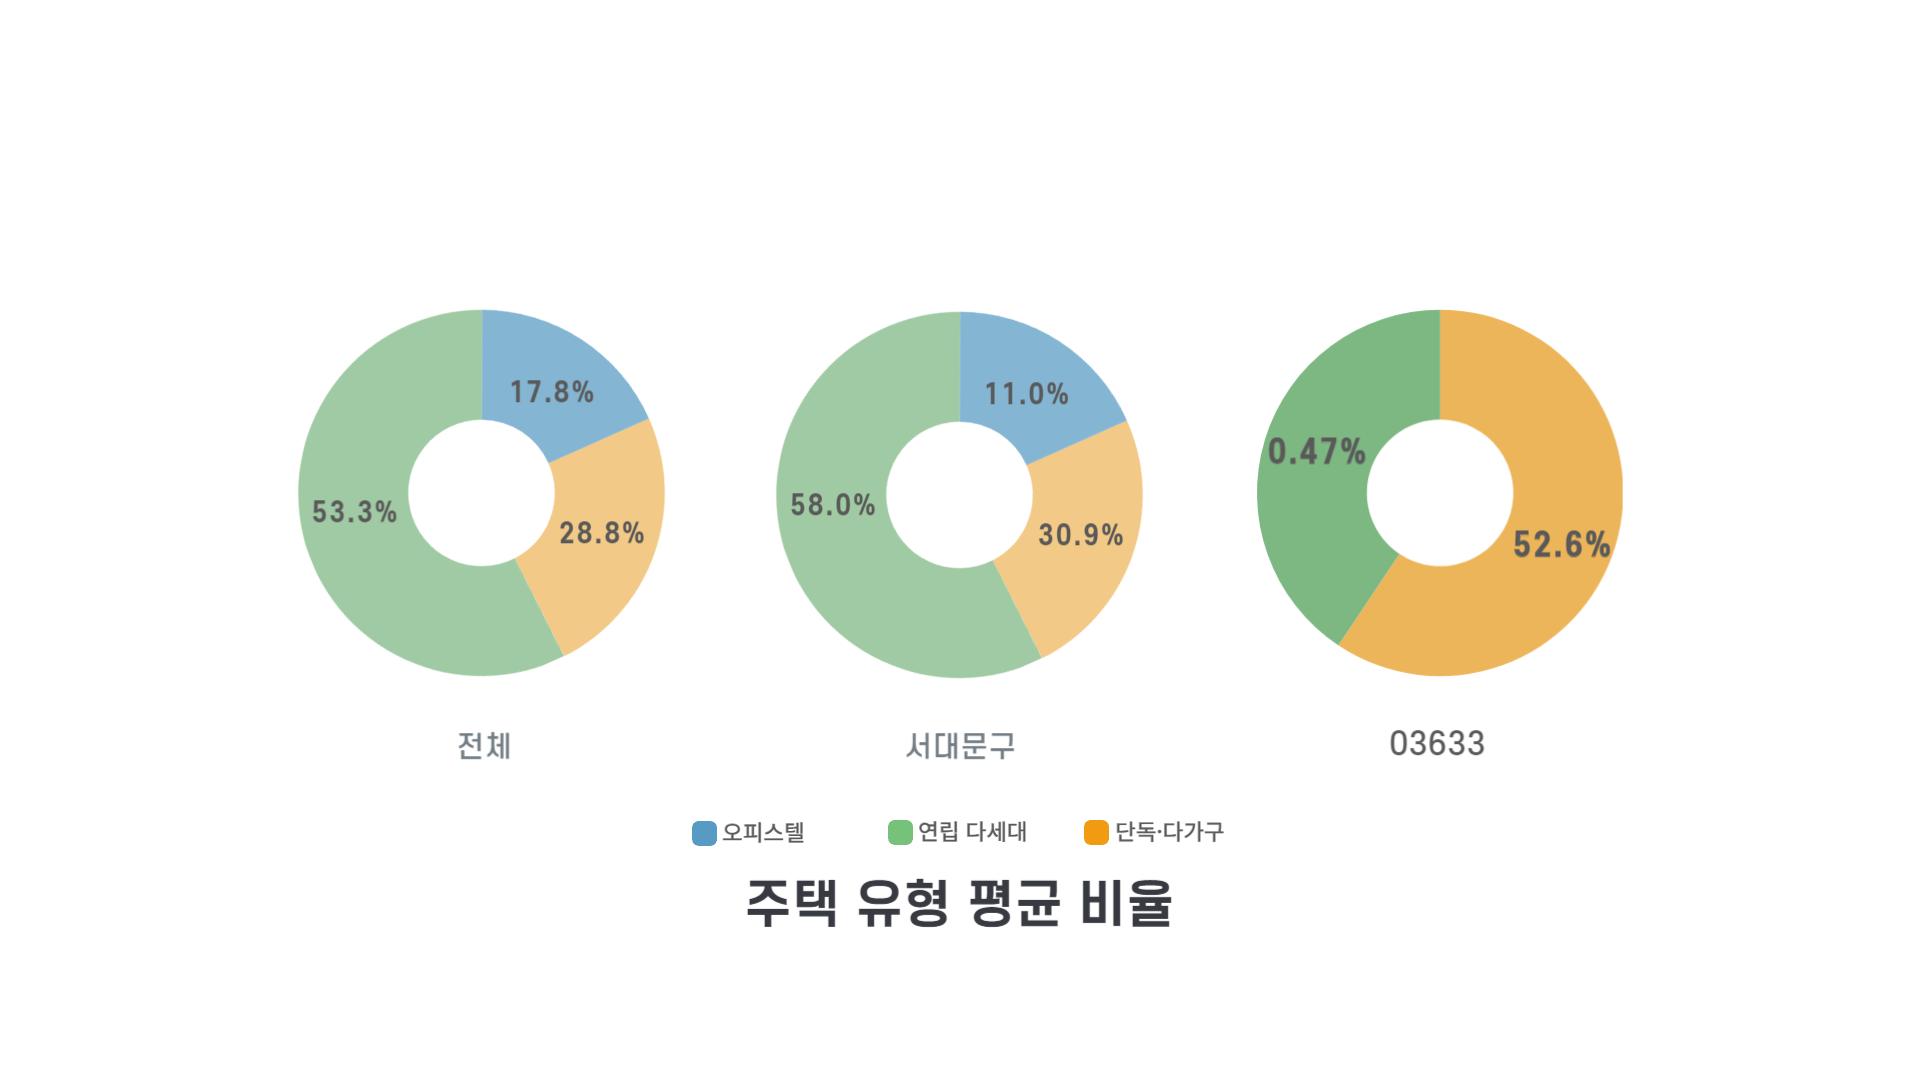 17.8%
53.3%
28.8%
11.0%
58.0%
30.9%
0.47%
52.6%
전체
서대문구
03633
오피스텔
연립 다세대
단독·다가구
주택 유형 평균 비율